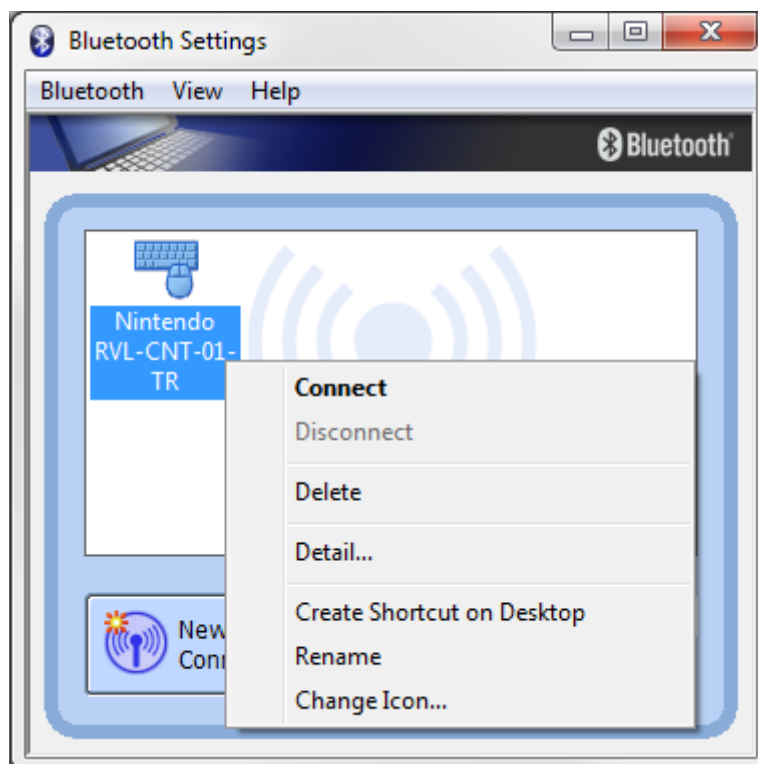 Bluetooth Settings
Bluetooth View Help
Bluetooth
Nintendo
RVL-CNT-01-
TR
Connect
Disconnect
Delete
Detail...
Create Shortcut on Desktop
Rename
Change Icon...
New